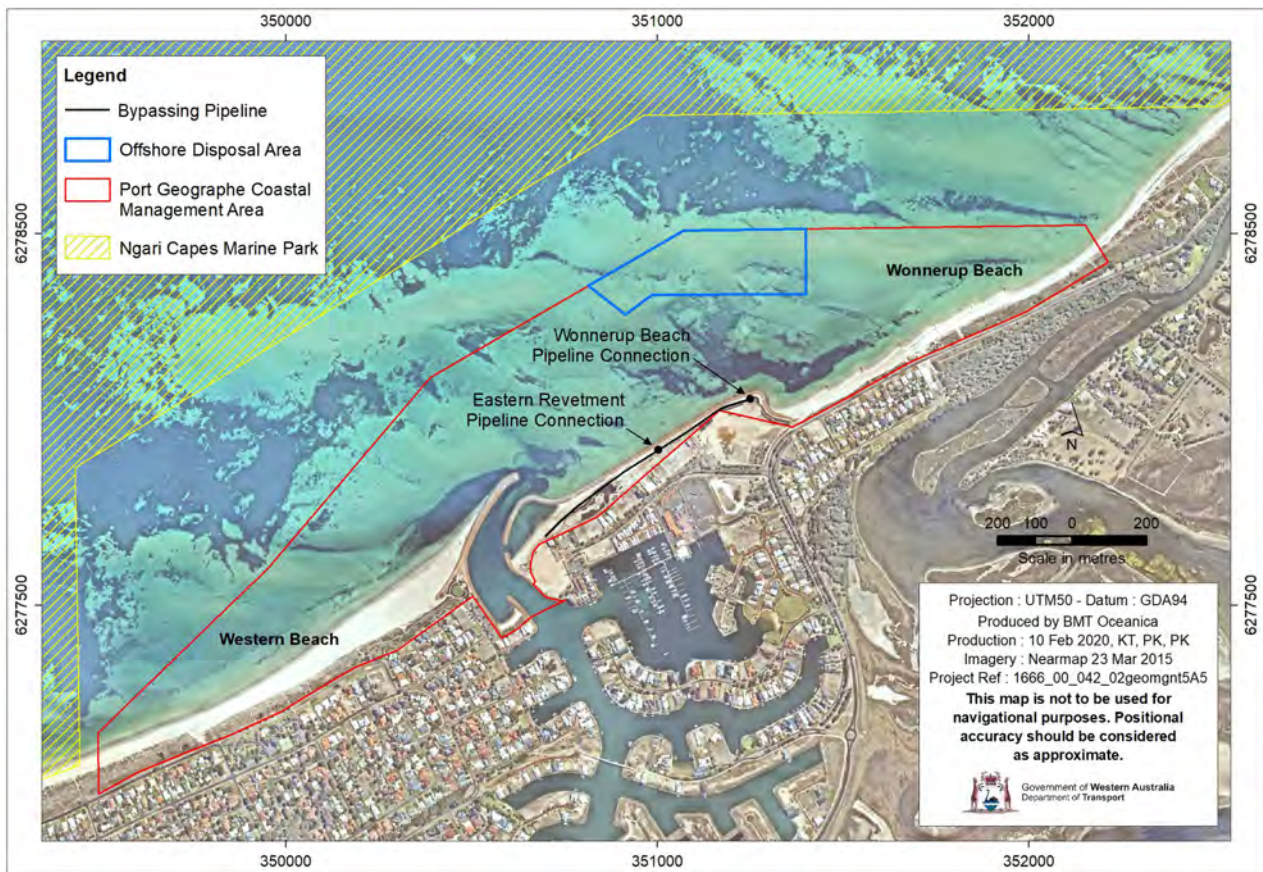 350000
351000
352000
Legend
Bypassing Pipeline
Offshore Disposal Area
Port Geographe Coastal
Management Area
Ngari Capes Marine Park
6278500
6278500
Wonnerup Beach
Wonnerup Beach
Pipeline Connection
Eastern Revetment
Pipeline Connection
N
200 100 0 200
Scale in metres
6277500
6277500
Western Beach
Projection : UTM50 - Datum : GDA94
Produced by BMT Oceanica
Production : 10 Feb 2020, KT, PK, PK
Imagery : Nearmap 23 Mar 2015
Project Ref : 1666_00_042_02geomgnt5A5
This map is not to be used for
navigational purposes. Positional
accuracy should be considered
as approximate.
Government of Western Australia
Department of Transport
350000
351000
352000